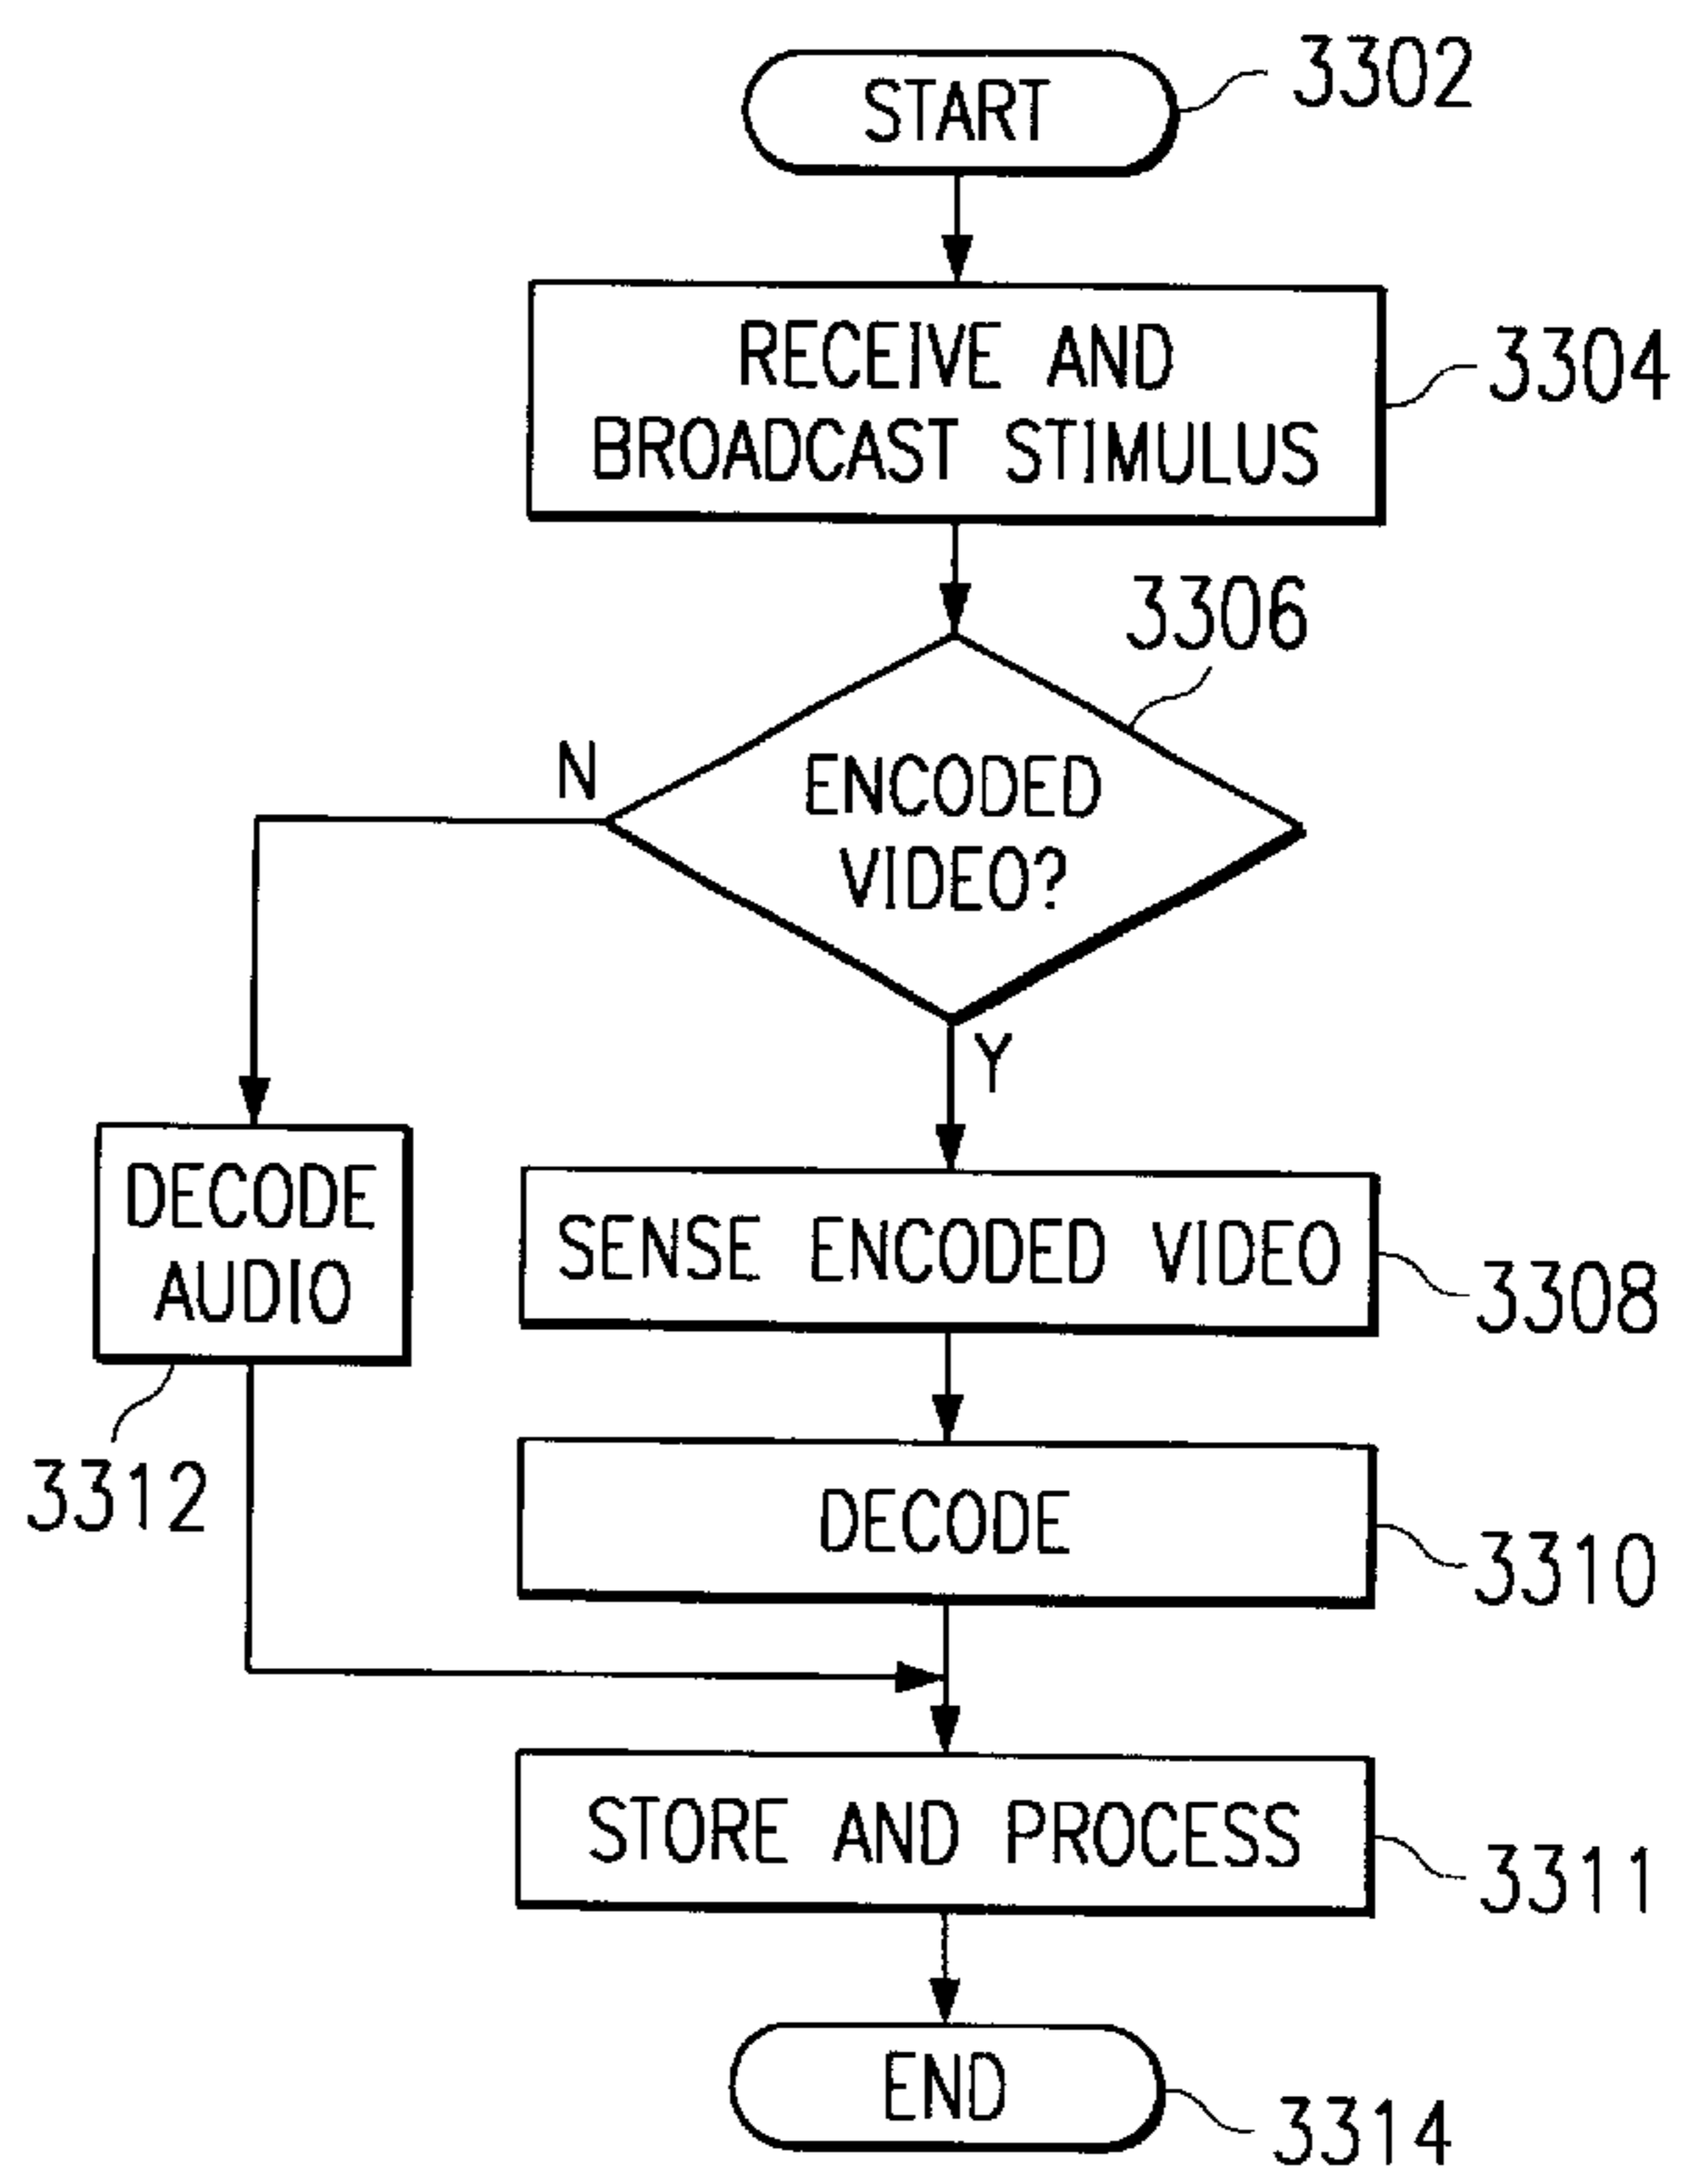 START
3302
RECEIVE AND
BROADCAST STIMULUS
3304
3306
N
ENCODED
VIDEO?
Y
DECODE
AUDIO
3312
SENSE ENCODED VIDEO
3308
DECODE
3310
STORE AND PROCESS
3311
END
3314